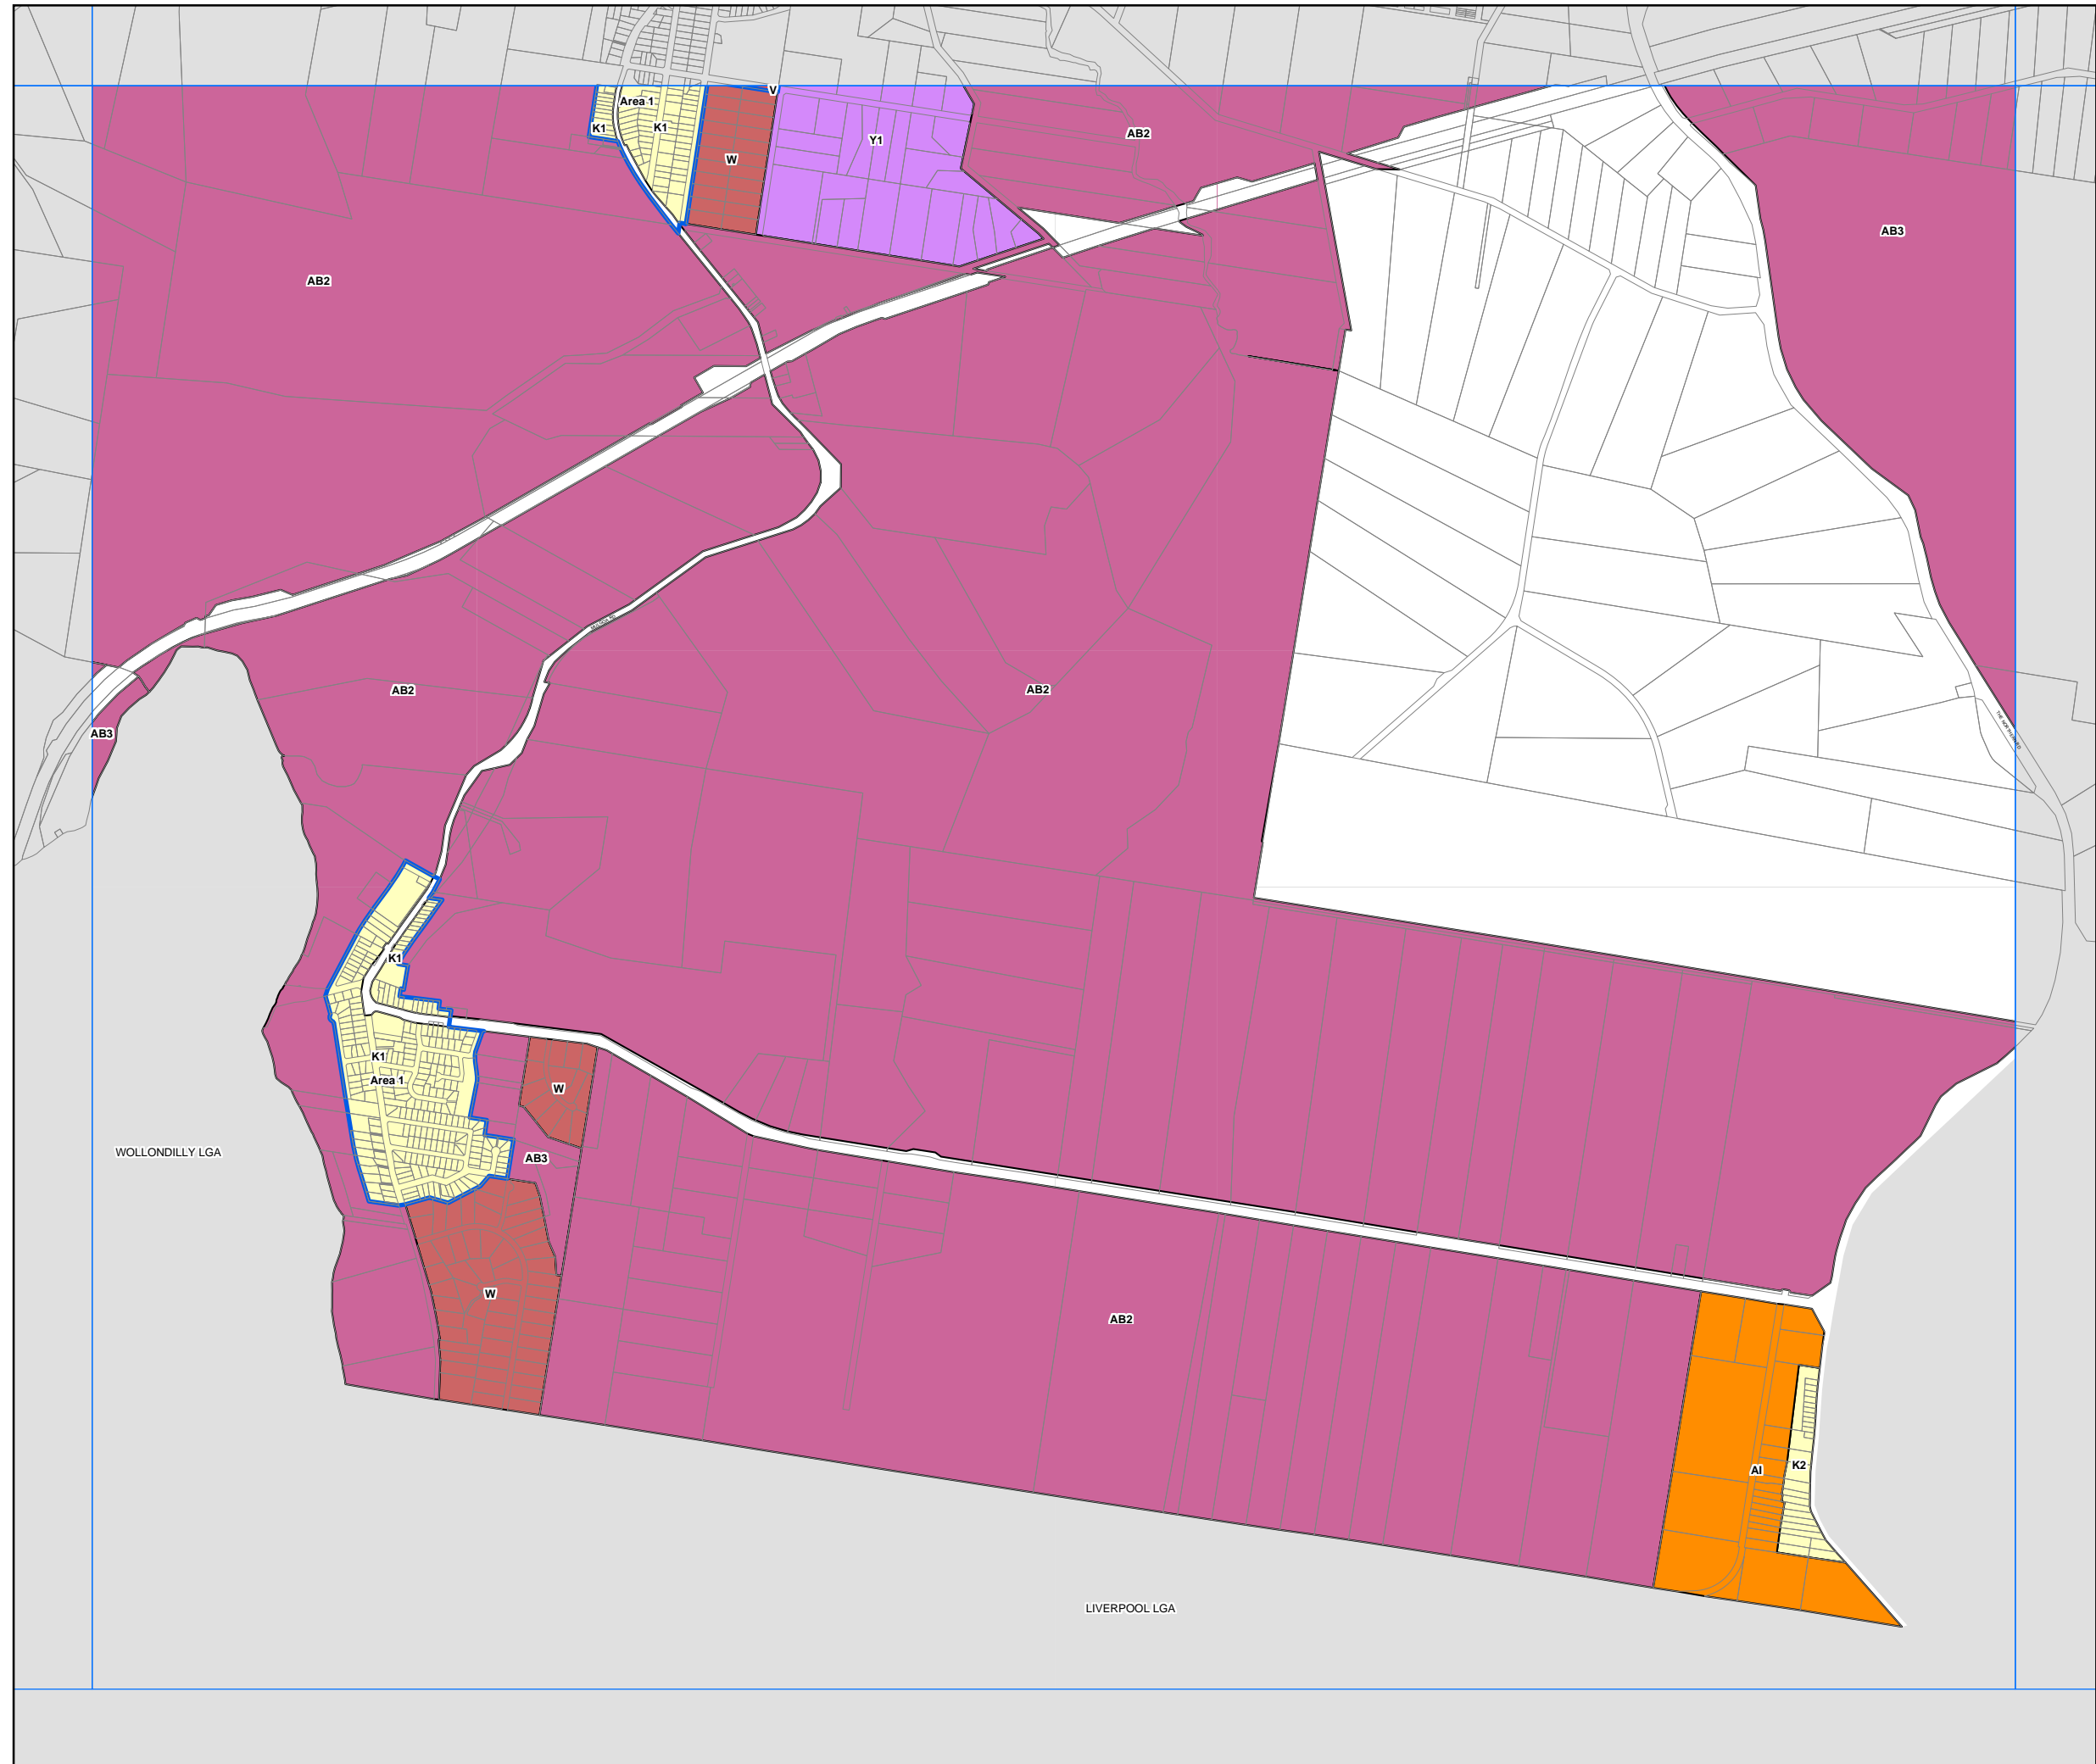 V
Area 1
K1
K1
AB2
Y1
W
AB3
AB2
AB2
AB2
AB3
K1
K1
Area 1
W
WOLLONDILLY LGA
AB3
W
AB2
K2
AI
LIVERPOOL LGA